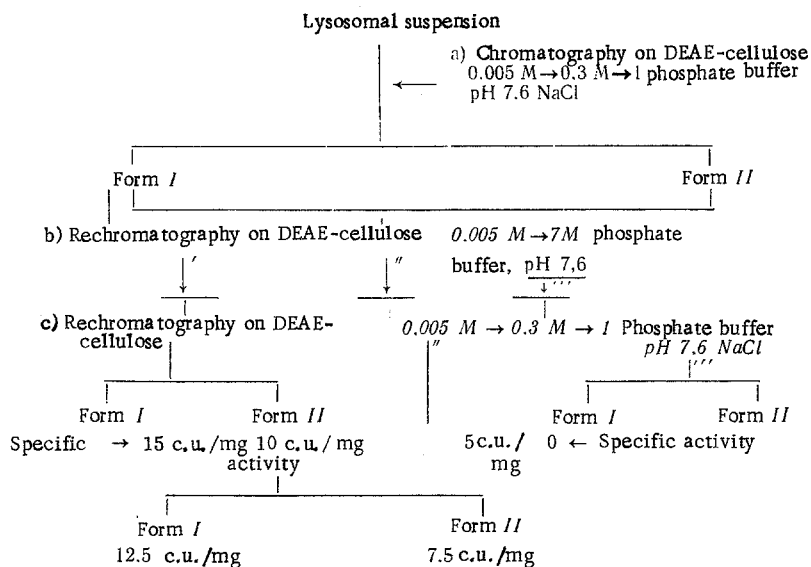 Lysosomal suspension
a) Chromatography on DEAE-cellulose
0.005 M→0.3 M→1 phosphate buffer
pH 7.6 NaCl
Form I
Form II
b) Rechromatography on DEAE-cellulose 0.005 M→7M phosphate
buffer, pH 7,6
′ ″ ‴
c) Rechromatography on DEAE-
cellulose
0.005 M → 0.3 M → 1 Phosphate buffer
pH 7.6 NaCl
″ ‴
Form I Form II Form I Form II
Specific → 15 c.u./mg 10 c.u./mg 5c.u./ 0 ← Specific activity
activity mg
Form I Form II
12.5 c.u./mg 7.5 c.u./mg